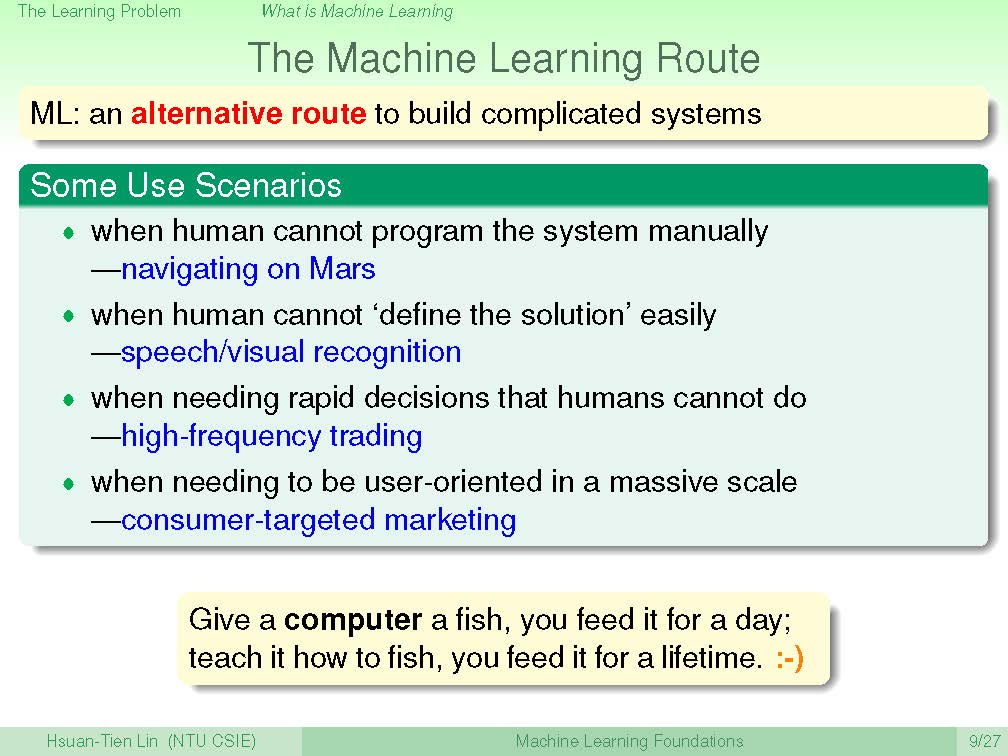 The Learning Problem
What is Machine Learning
The Machine Learning Route
ML: an alternative route to build complicated systems
Some Use Scenarios
• when human cannot program the system manually
—navigating on Mars
• when human cannot ‘define the solution’ easily
—speech/visual recognition
• when needing rapid decisions that humans cannot do
—high-frequency trading
• when needing to be user-oriented in a massive scale
—consumer-targeted marketing
Give a computer a fish, you feed it for a day;
teach it how to fish, you feed it for a lifetime. :-)
Hsuan-Tien Lin (NTU CSIE)
Machine Learning Foundations
9/27